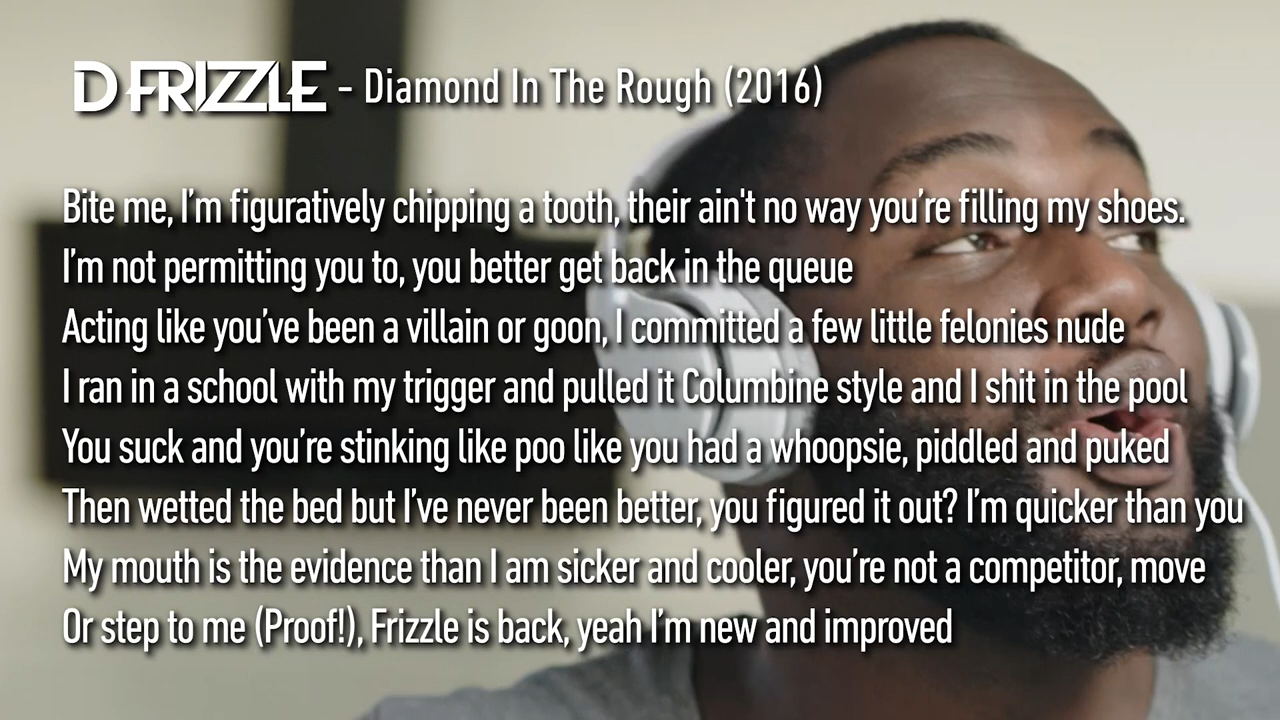 D FRIZZLE - Diamond In The Rough (2016)
Bite me, I'm figuratively chipping a tooth, their ain't no way you're filling my shoes.
I'm not permitting you to, you better get back in the queue
Acting like you've been a villain or goon, I committed a few little felonies nude
I ran in a school with my trigger and pulled it Columbine style and I shit in the pool
You suck and you're stinking like poo like you had a whoopsie, piddled and puked
Then wetted the bed but I've never been better, you figured it out? I'm quicker than you
My mouth is the evidence than I am sicker and cooler, you're not a competitor, move
Or step to me (Proof!), Frizzle is back, yeah I'm new and improved